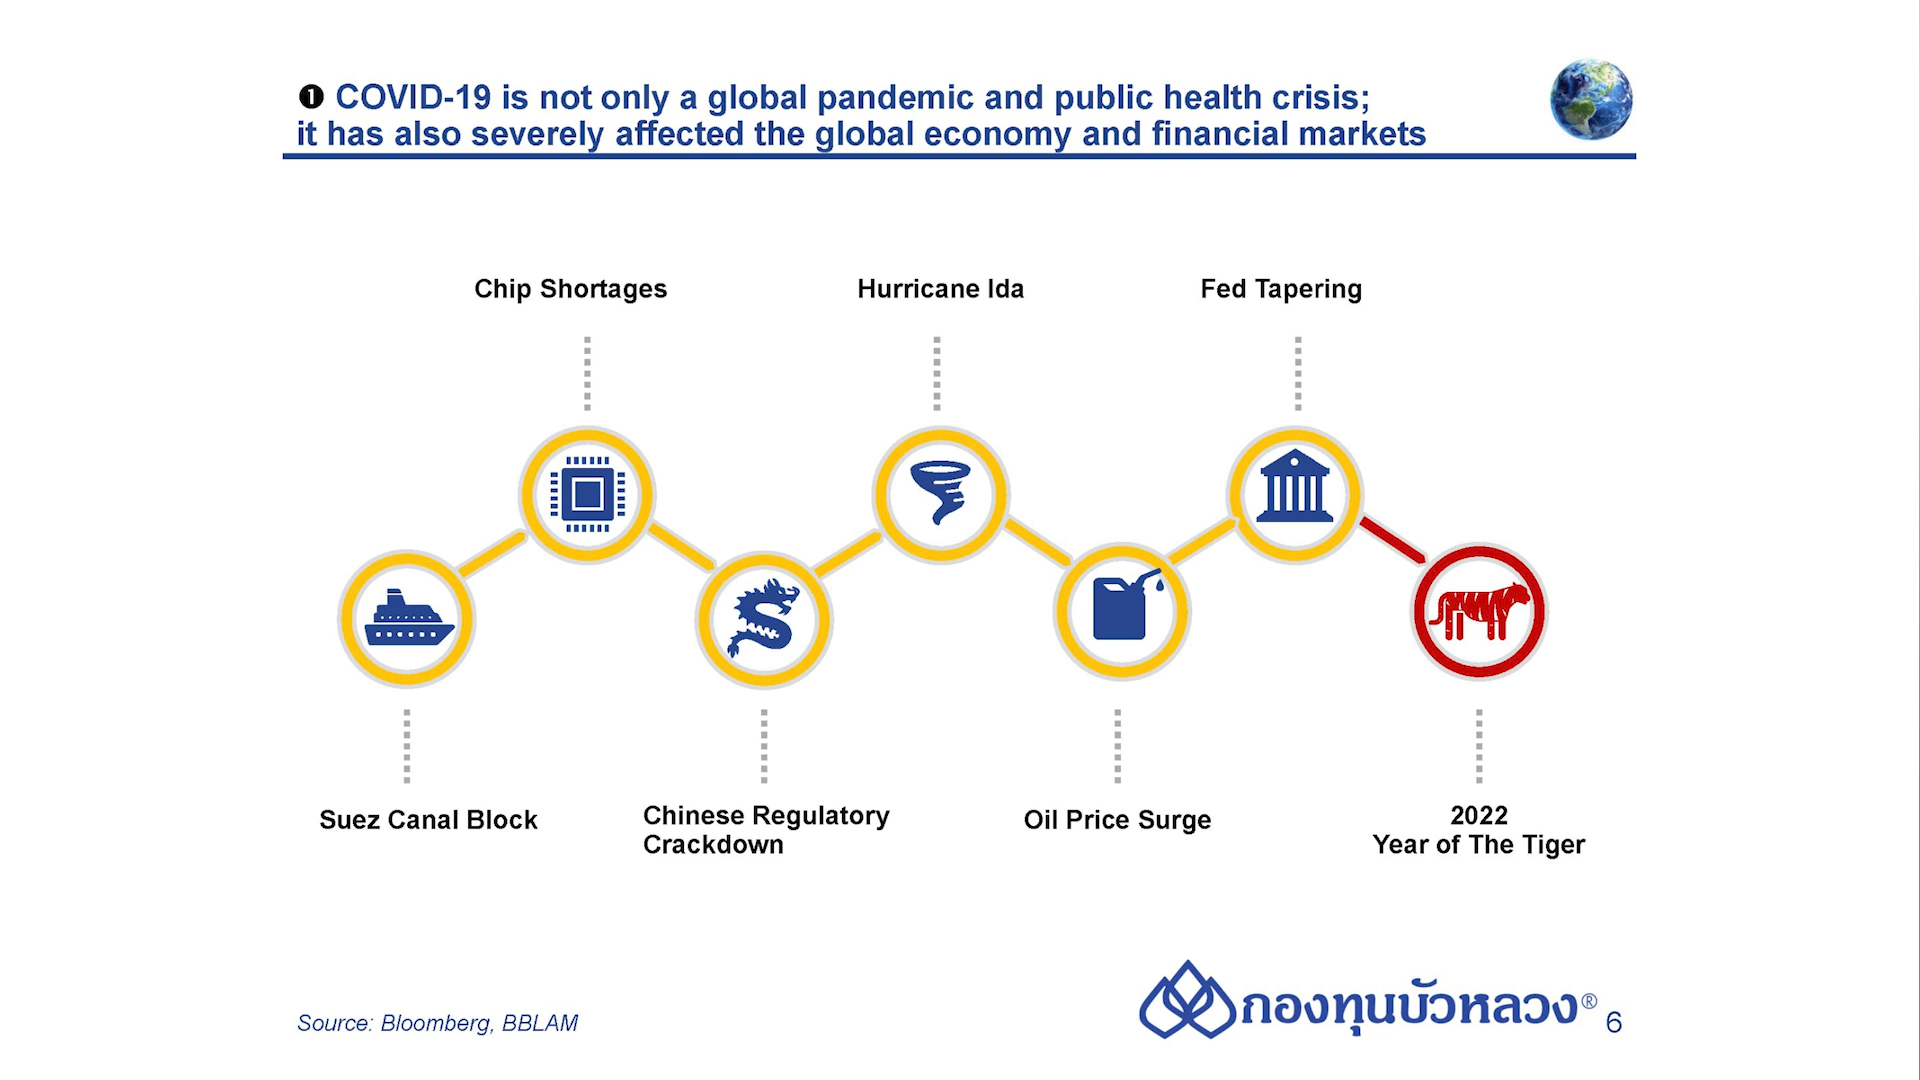 ❶ COVID-19 is not only a global pandemic and public health crisis;
it has also severely affected the global economy and financial markets
Chip Shortages
Hurricane Ida
Fed Tapering
Suez Canal Block
Chinese Regulatory
Crackdown
Oil Price Surge
2022
Year of The Tiger
Source: Bloomberg, BBLAM
กองทุนบัวหลวง®
6